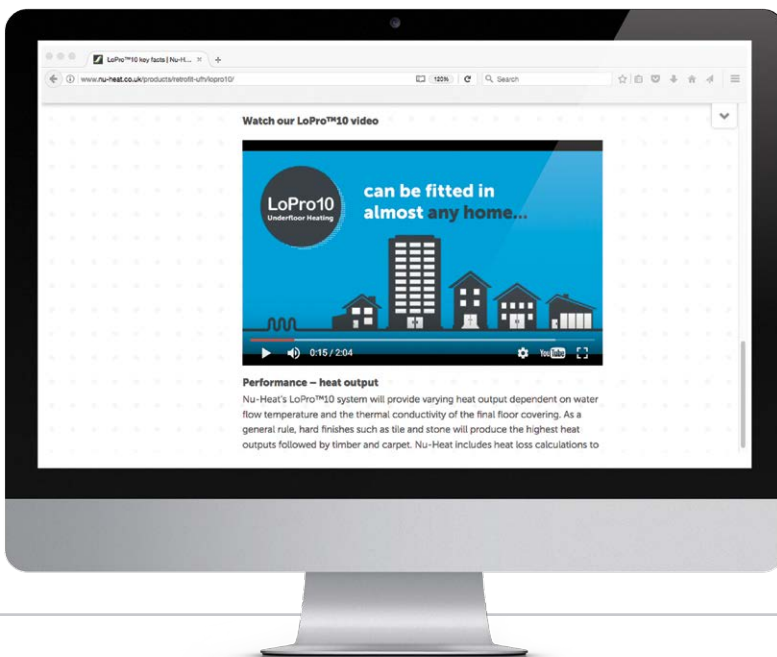 LoPro™10 key facts | Nu-H...
www.nu-heat.co.uk/products/retrofit-ufh/lopro10/
120%
Search
Watch our LoPro™10 video
LoPro10
Underfloor Heating
can be fitted in
almost any home...
0:15 / 2:04
YouTube
Performance – heat output
Nu-Heat's LoPro™10 system will provide varying heat output dependent on water
flow temperature and the thermal conductivity of the final floor covering. As a
general rule, hard finishes such as tile and stone will produce the highest heat
outputs followed by timber and carpet. Nu-Heat includes heat loss calculations to